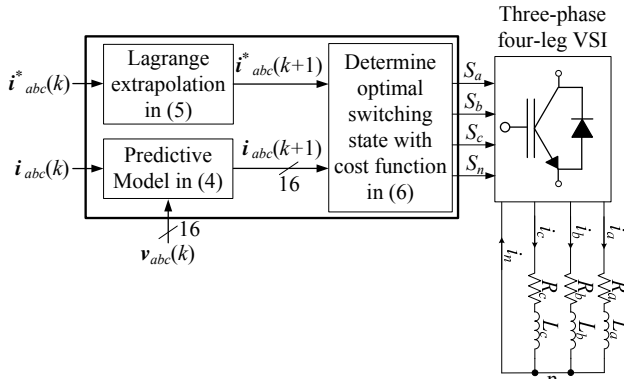 Three-phase
four-leg VSI
i*abc(k)
Lagrange
extrapolation
in (5)
i*abc(k+1)
iabc(k)
Predictive
Model in (4)
iabc(k+1)
16
16
vabc(k)
Determine
optimal
switching
state with
cost function
in (6)
Sa
Sb
Sc
Sn
in
ic
ib
ia
Rc
Rb
Ra
Lc
Lb
La
n